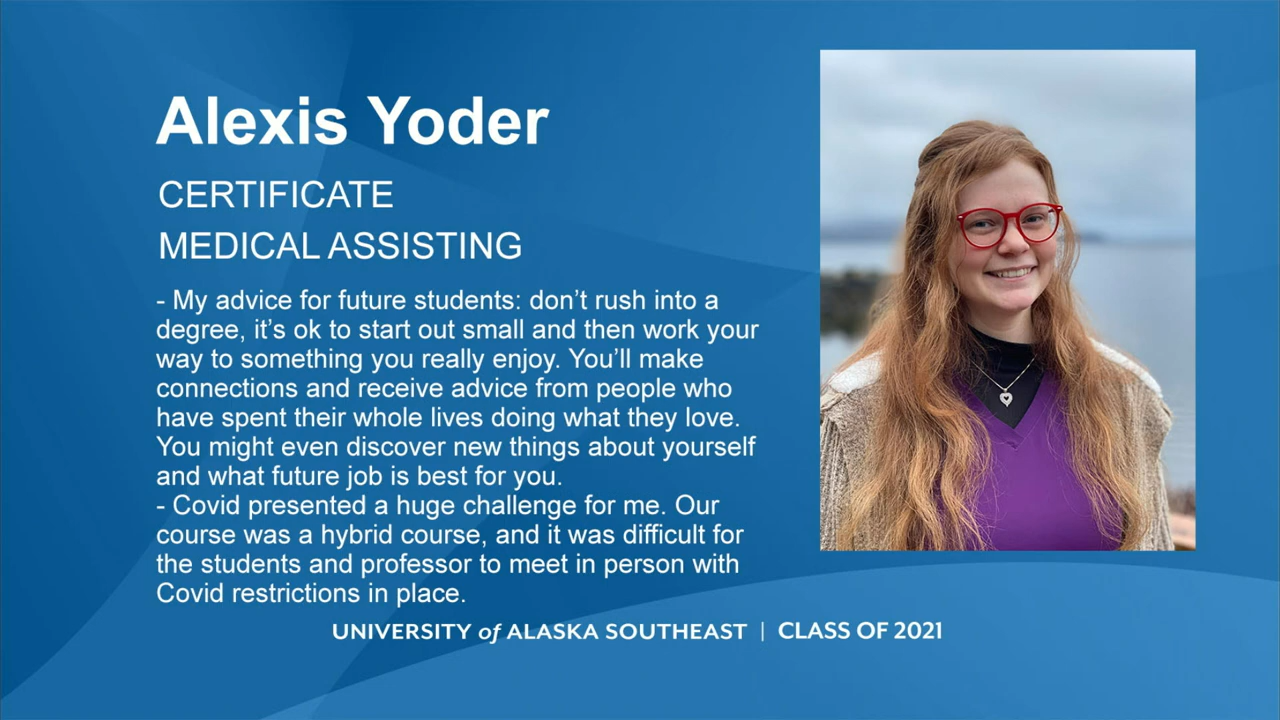 Alexis Yoder
CERTIFICATE
MEDICAL ASSISTING
- My advice for future students: don’t rush into a
degree, it’s ok to start out small and then work your
way to something you really enjoy. You’ll make
connections and receive advice from people who
have spent their whole lives doing what they love.
You might even discover new things about yourself
and what future job is best for you.
- Covid presented a huge challenge for me. Our
course was a hybrid course, and it was difficult for
the students and professor to meet in person with
Covid restrictions in place.
UNIVERSITY of ALASKA SOUTHEAST | CLASS OF 2021